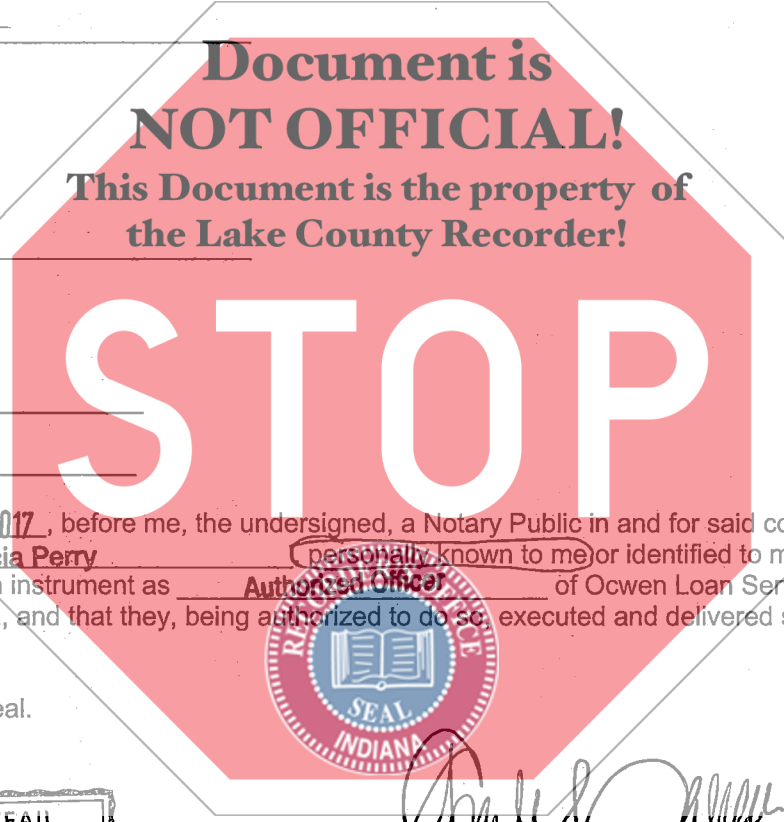 Document is
NOT OFFICIAL!
This Document is the property of
the Lake County Recorder!
STOP
017, before me, the undersigned, a Notary Public in and for said co
cia Perry personally known to me or identified to m
instrument as Authorized Officer of Ocwen Loan Ser
, and that they, being authorized to do so, executed and delivered s
RECORDER'S OFFICE
SEAL
INDIANA
eal.